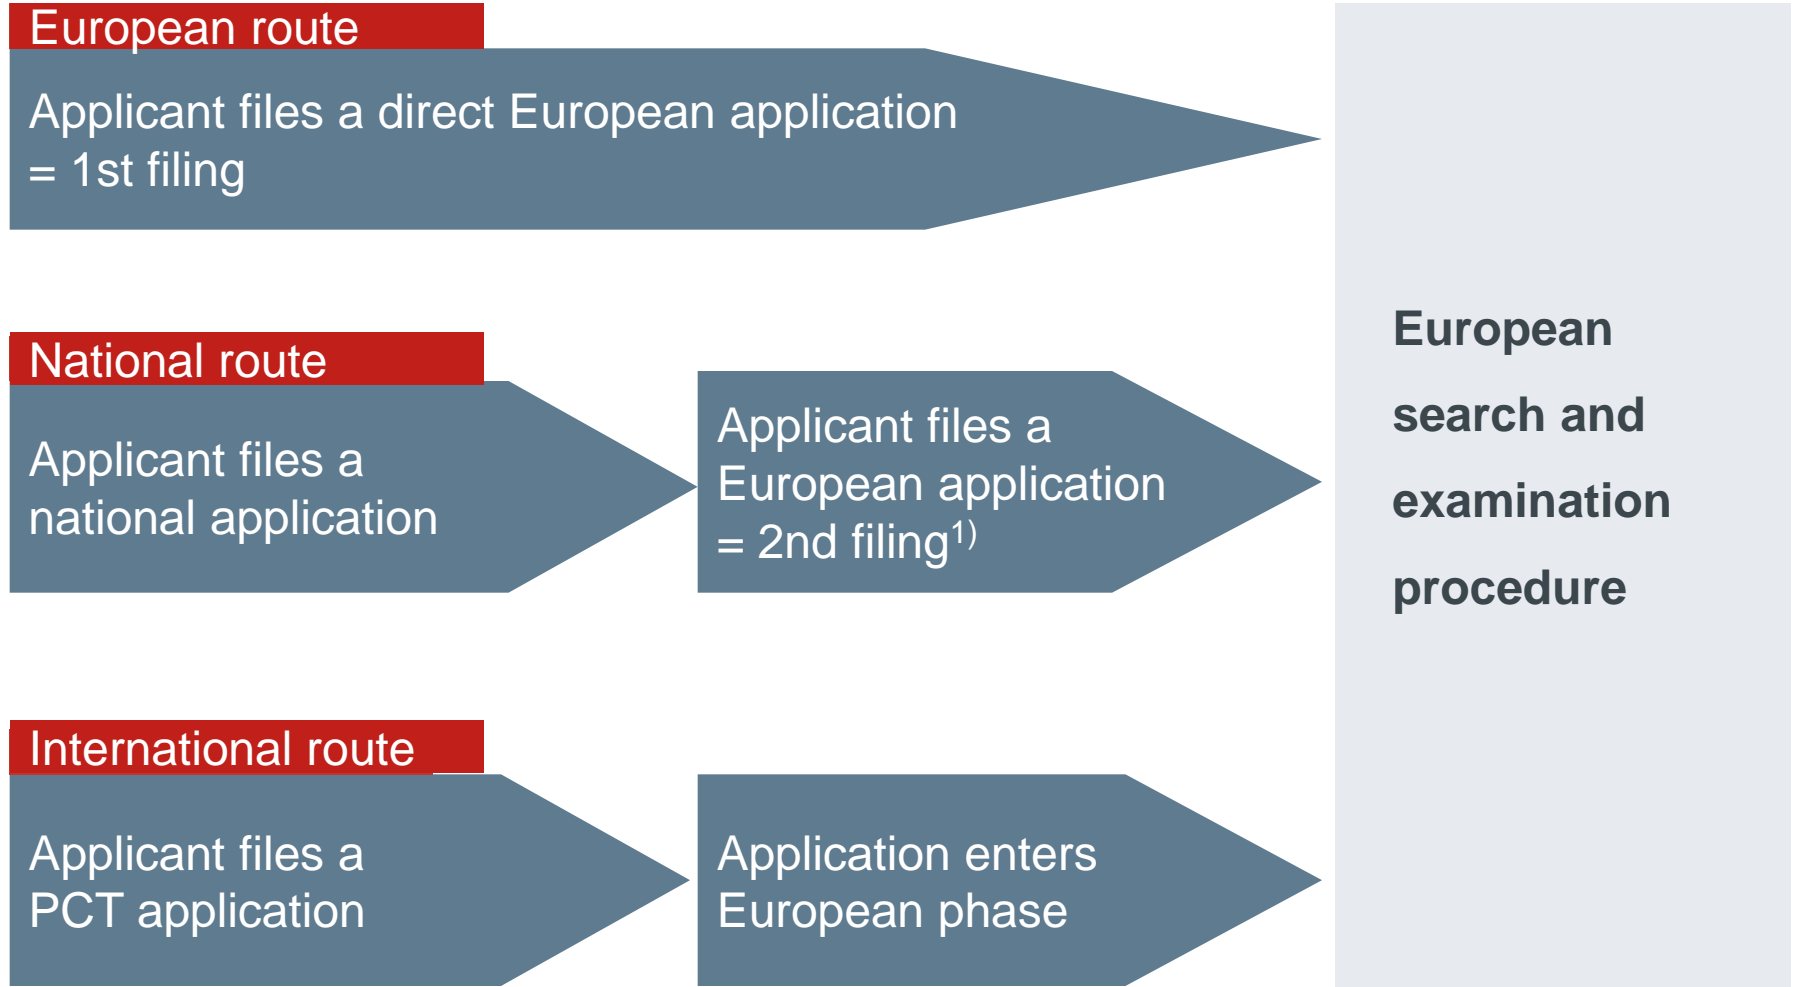 European route
Applicant files a direct European application
= 1st filing
National route
Applicant files a
national application
Applicant files a
European application
= 2nd filing¹⁾
International route
Applicant files a
PCT application
Application enters
European phase
European
search and
examination
procedure